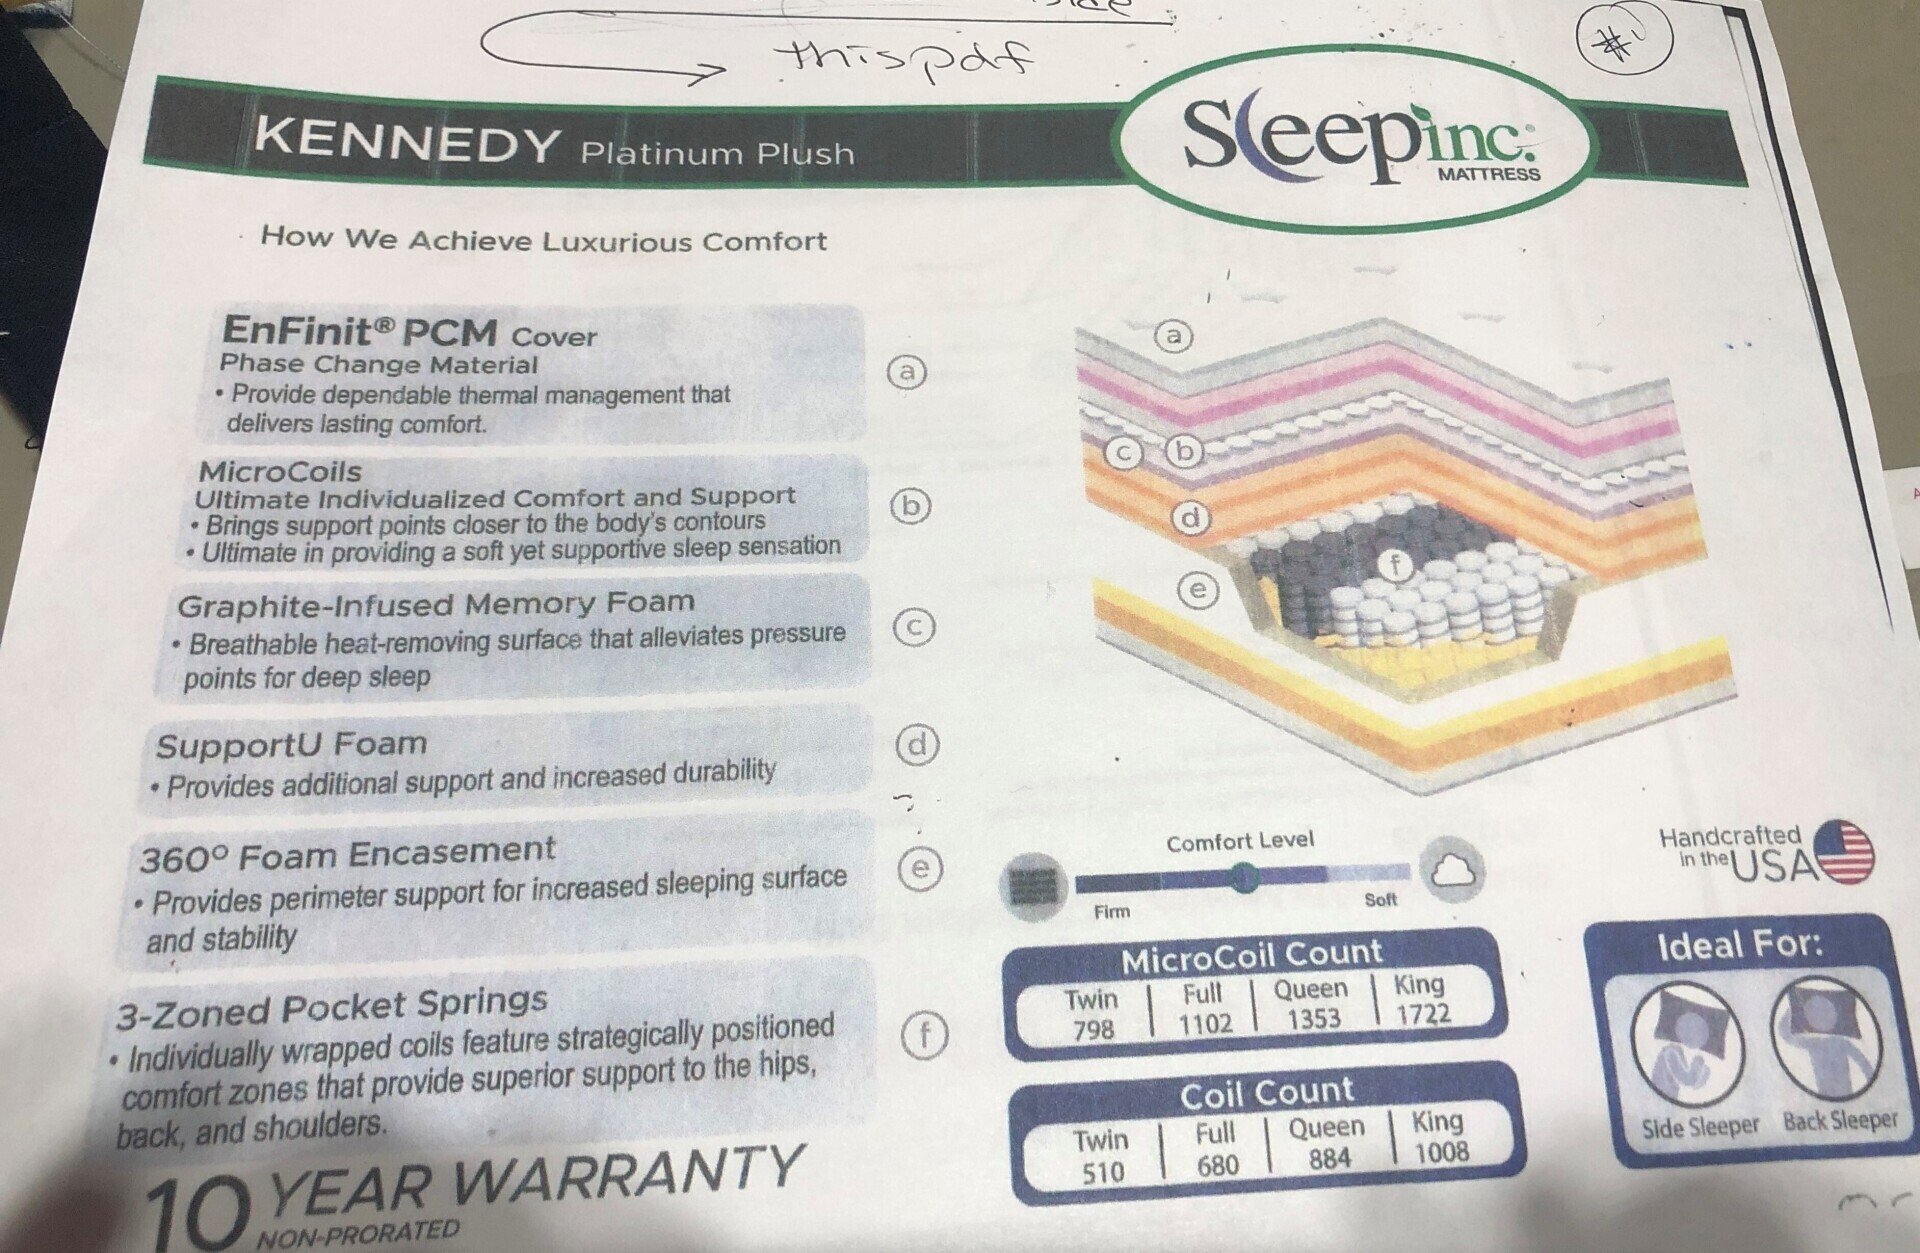 thispdf
#1
KENNEDY Platinum Plush
Sleepinc.
MATTRESS
How We Achieve Luxurious Comfort
EnFinit® PCM Cover
Phase Change Material
• Provide dependable thermal management that
delivers lasting comfort.
a
MicroCoils
Ultimate Individualized Comfort and Support
• Brings support points closer to the body's contours
• Ultimate in providing a soft yet supportive sleep sensation
b
Graphite-Infused Memory Foam
• Breathable heat-removing surface that alleviates pressure
points for deep sleep
c
SupportU Foam
• Provides additional support and increased durability
d
360° Foam Encasement
• Provides perimeter support for increased sleeping surface
and stability
e
3-Zoned Pocket Springs
• Individually wrapped coils feature strategically positioned
comfort zones that provide superior support to the hips,
back, and shoulders.
f
10 YEAR WARRANTY
NON-PRORATED
a
c b
d
f
e
Comfort Level
Firm Soft
Handcrafted
in the USA
MicroCoil Count
Twin Full Queen King
798 1102 1353 1722
Coil Count
Twin Full Queen King
510 680 884 1008
Ideal For:
Side Sleeper Back Sleeper